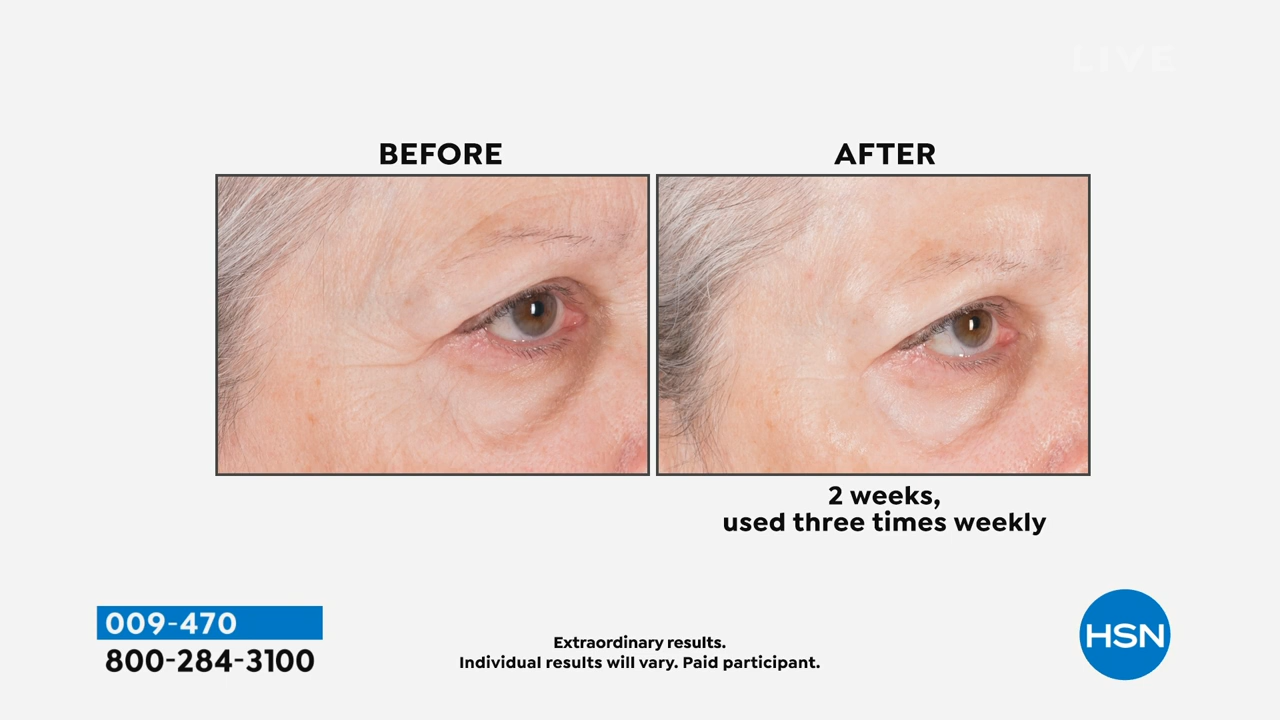 LIVE
BEFORE
AFTER
2 weeks,
used three times weekly
009-470
800-284-3100
Extraordinary results.
Individual results will vary. Paid participant.
HSN